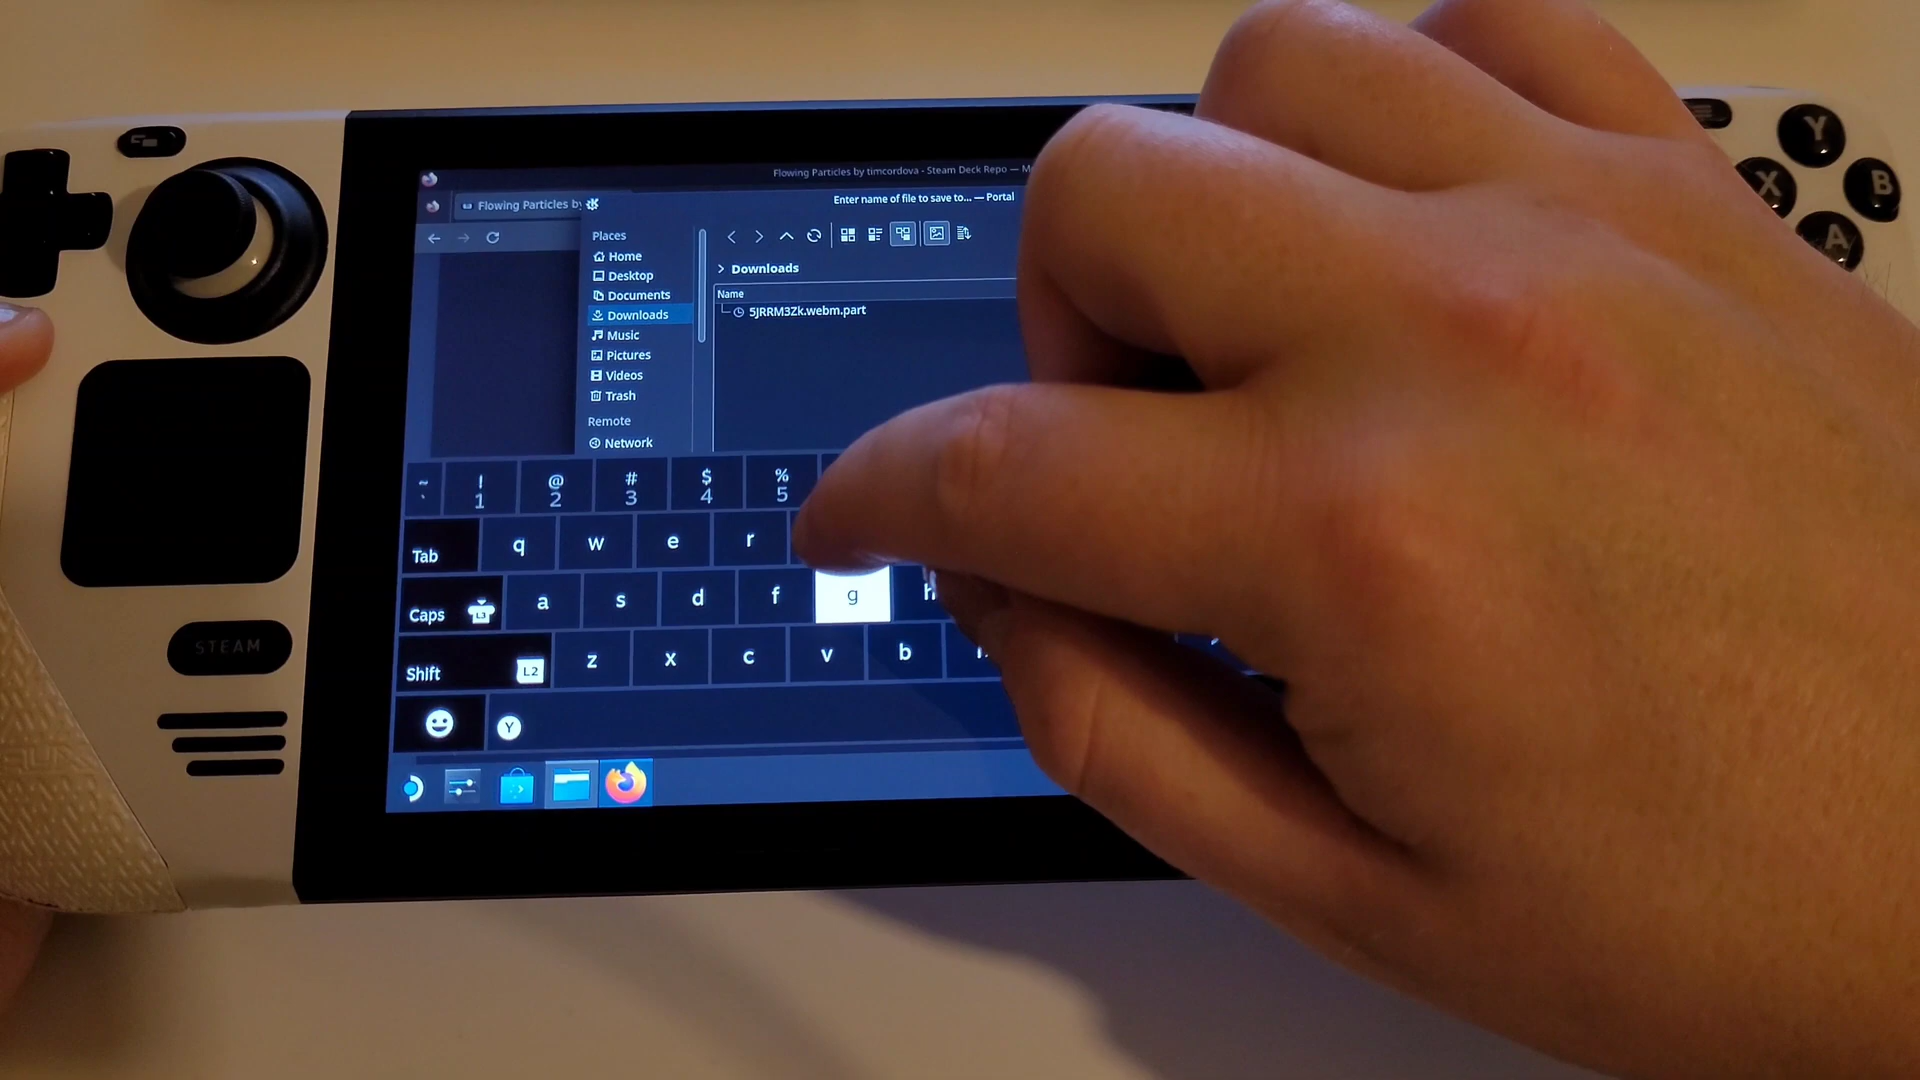 Flowing Particles by timcordova - Steam Deck Repo — M
Flowing Particles by
Enter name of file to save to... — Portal
Places
Home
Desktop
Documents
Downloads
Music
Pictures
Videos
Trash
Remote
Network
Downloads
Name
5JRRM3Zk.webm.part
~ ! @ # $ %
` 1 2 3 4 5
Tab q w e r
Caps L3 a s d f g h
Shift L2 z x c v b
Y
STEAM
Y
X
B
A